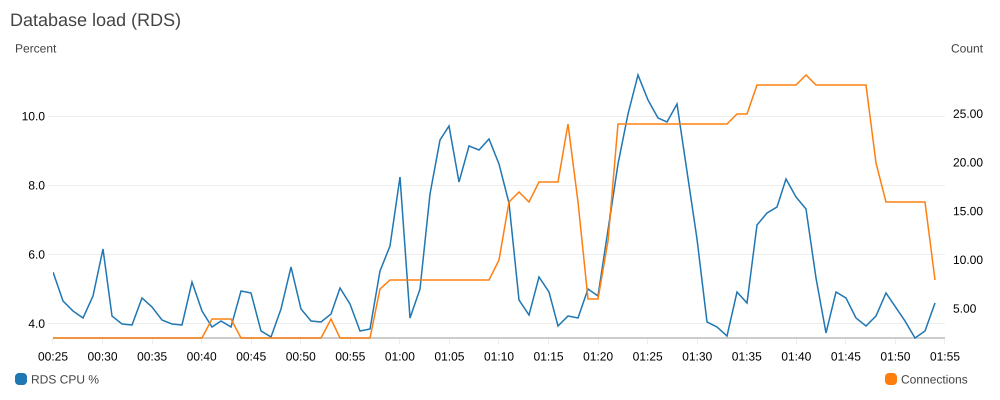 Database load (RDS)
Percent Count
10.0 25.00
8.0 20.00
6.0 15.00
4.0 10.00
5.00
00:25 00:30 00:35 00:40 00:45 00:50 00:55 01:00 01:05 01:10 01:15 01:20 01:25 01:30 01:35 01:40 01:45 01:50 01:55
RDS CPU % Connections